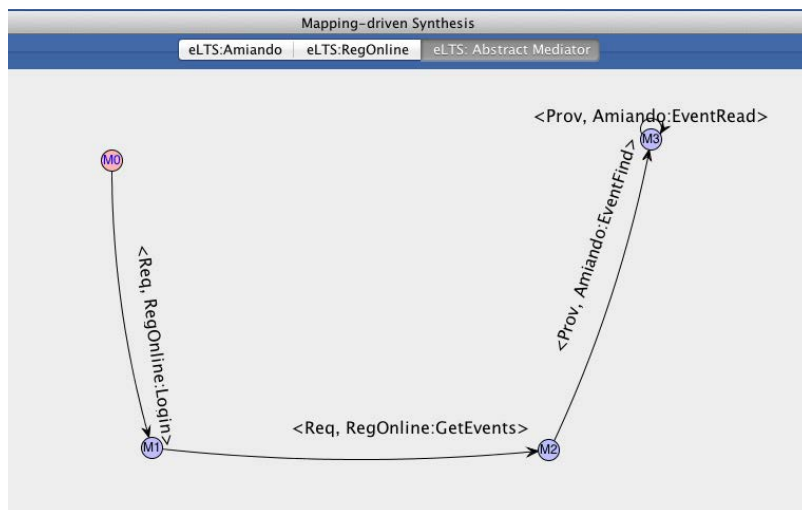 Mapping-driven Synthesis
eLTS:Amiando
eLTS:RegOnline
eLTS: Abstract Mediator
<Prov, Amiando:EventRead>
M3
M0
<Prov, Amiando:EventFind>
<Req, RegOnline:Login>
<Req, RegOnline:GetEvents>
M1
M2